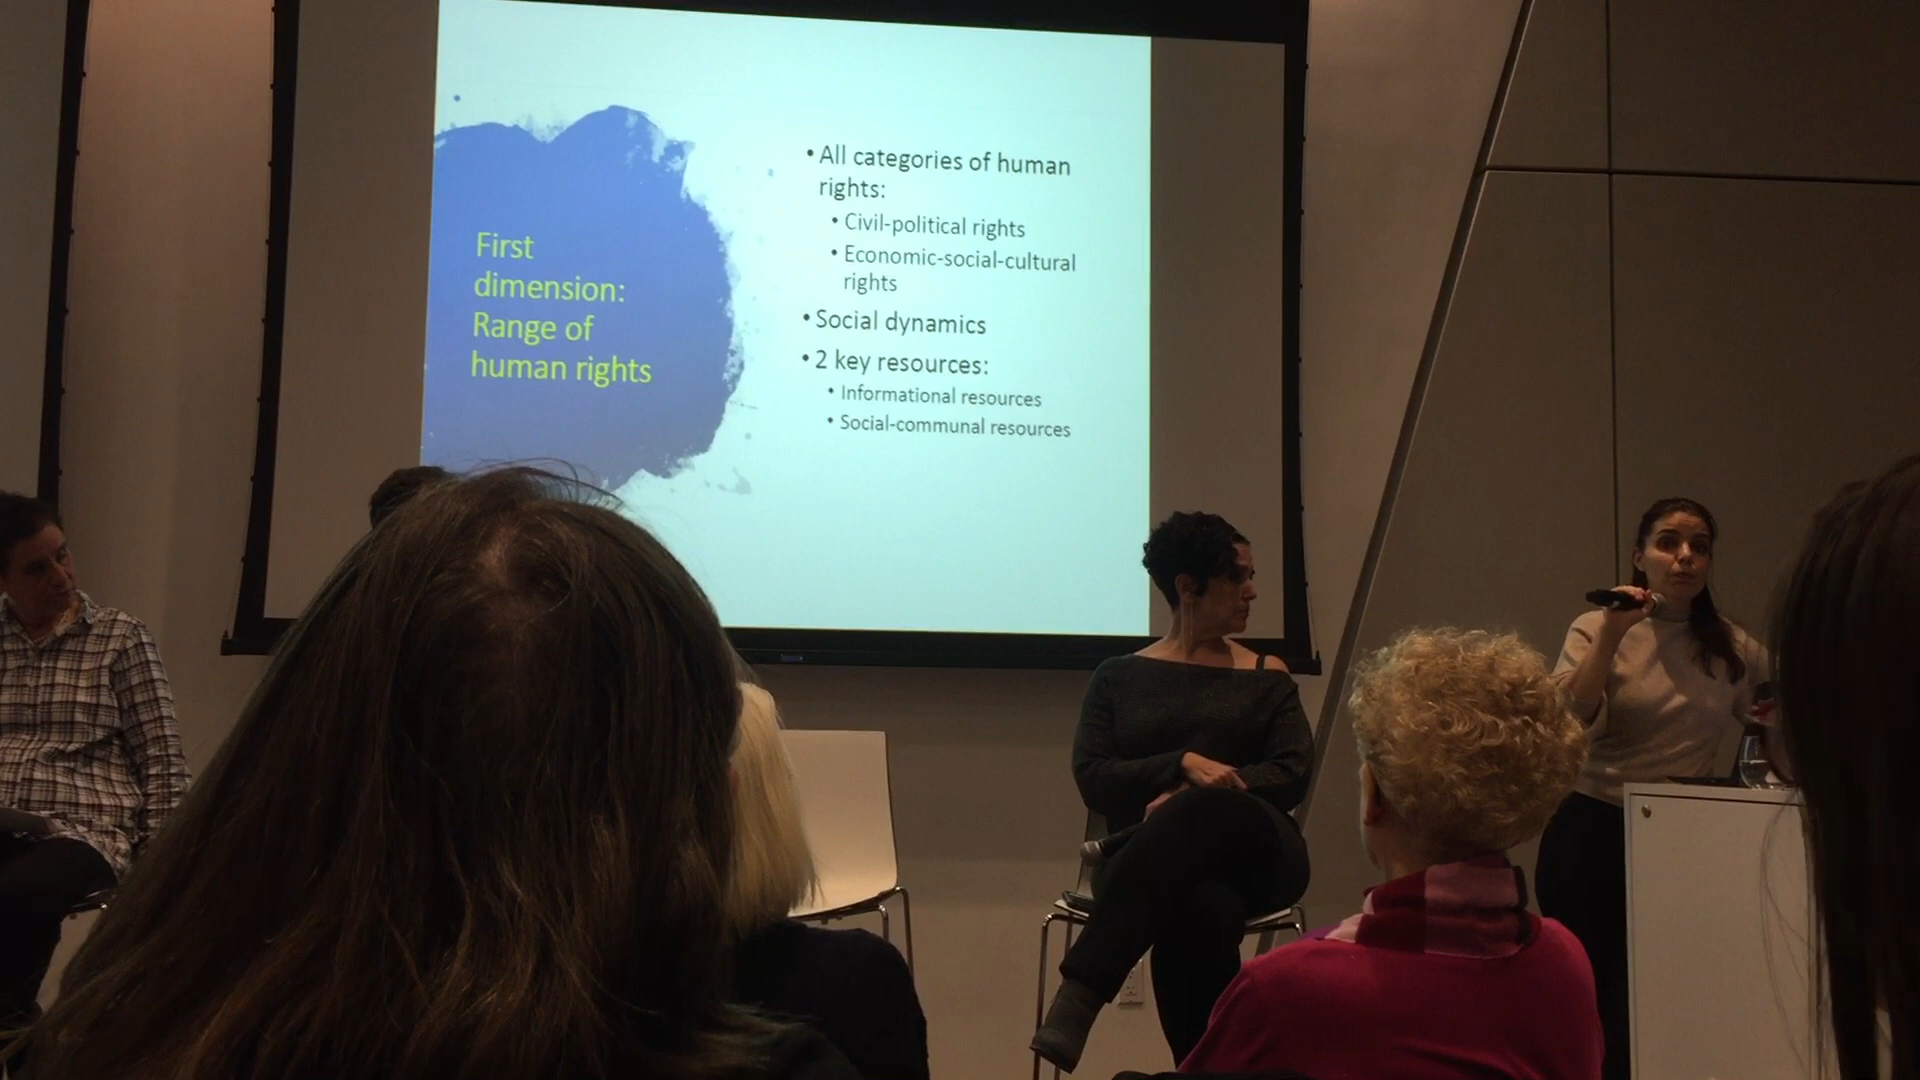 First
dimension:
Range of
human rights
• All categories of human
rights:
• Civil-political rights
• Economic-social-cultural
rights
• Social dynamics
• 2 key resources:
• Informational resources
• Social-communal resources